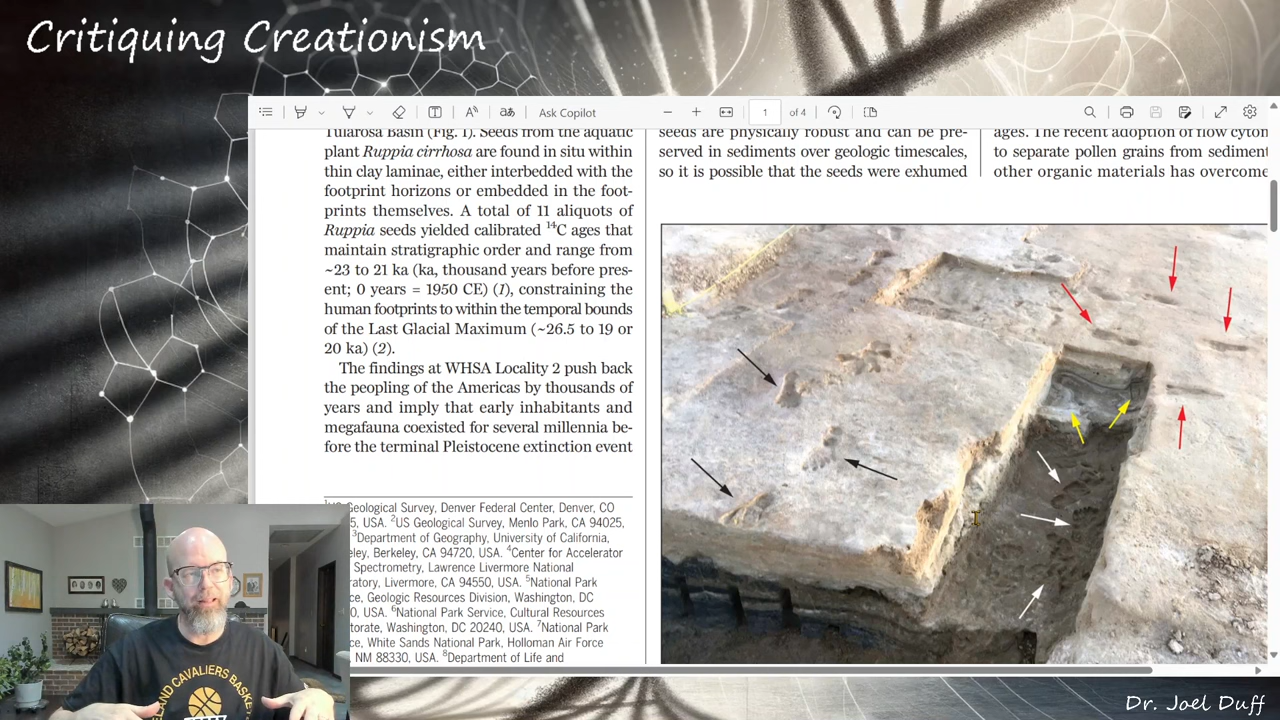 Critiquing Creationism
Ask Copilot
1
of 4
Tularosa Basin (Fig. 1). Seeds from the aquatic
plant Ruppia cirrhosa are found in situ within
thin clay laminae, either interbedded with the
footprint horizons or embedded in the foot-
prints themselves. A total of 11 aliquots of
Ruppia seeds yielded calibrated ¹⁴C ages that
maintain stratigraphic order and range from
~23 to 21 ka (ka, thousand years before pres-
ent; 0 years = 1950 CE) (1), constraining the
human footprints to within the temporal bounds
of the Last Glacial Maximum (~26.5 to 19 or
20 ka) (2).
The findings at WHSA Locality 2 push back
the peopling of the Americas by thousands of
years and imply that early inhabitants and
megafauna coexisted for several millennia be-
fore the terminal Pleistocene extinction event
Geological Survey, Denver Federal Center, Denver, CO
5, USA. ²US Geological Survey, Menlo Park, CA 94025,
³Department of Geography, University of California,
eley, Berkeley, CA 94720, USA. ⁴Center for Accelerator
Spectrometry, Lawrence Livermore National
ratory, Livermore, CA 94550, USA. ⁵National Park
ce, Geologic Resources Division, Washington, DC
0, USA. ⁶National Park Service, Cultural Resources
torate, Washington, DC 20240, USA. ⁷National Park
ce, White Sands National Park, Holloman Air Force
NM 88330, USA. ⁸Department of Life and
seeds are physically robust and can be pre-
served in sediments over geologic timescales,
so it is possible that the seeds were exhumed
ages. The recent adoption of flow cyton
to separate pollen grains from sediment
other organic materials has overcome
ELAND CAVALIERS BASKET
Dr. Joel Duff